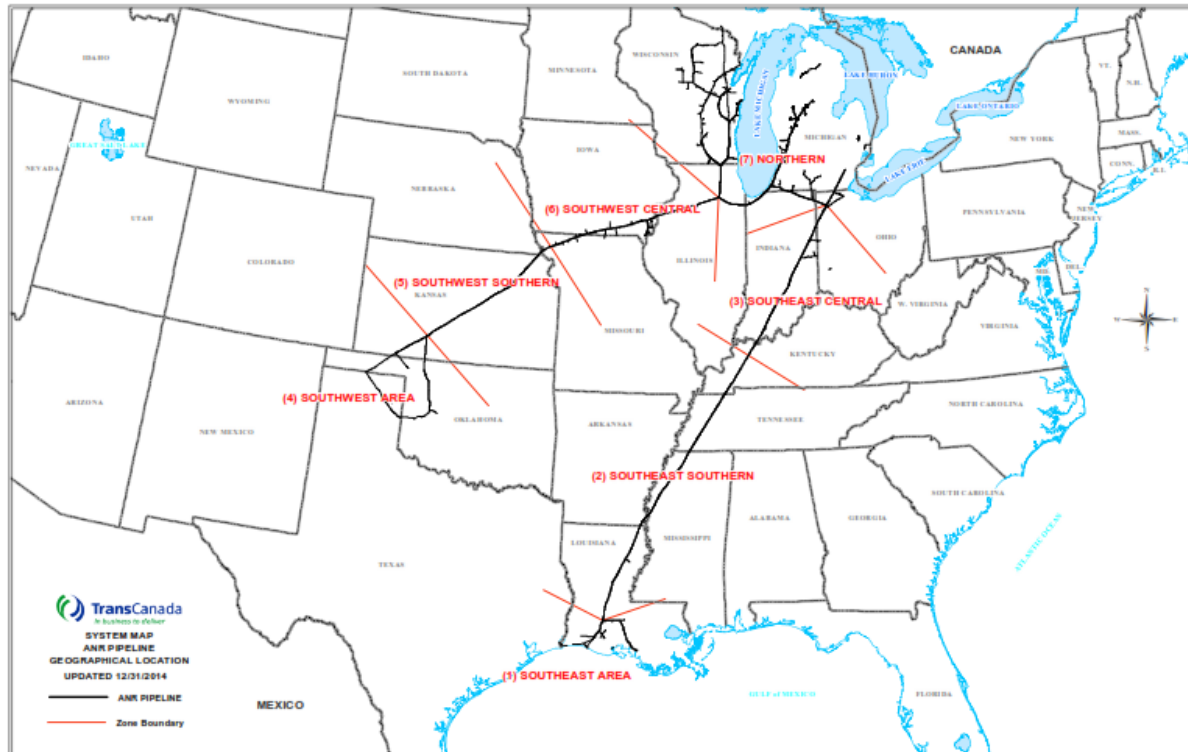 CANADA
IDAHO
WISCONSIN
MINNESOTA
SOUTH DAKOTA
WYOMING
LAKE HURON
LAKE MICHIGAN
LAKE ONTARIO
VT.
N.H.
MASS.
CONN.
R.I.
NEW YORK
MICHIGAN
(7) NORTHERN
LAKE ERIE
GREAT SALT LAKE
NEVADA
IOWA
NEBRASKA
UTAH
PENNSYLVANIA
NEW
JERSEY
(6) SOUTHWEST CENTRAL
OHIO
INDIANA
ILLINOIS
COLORADO
MD.
DEL.
(5) SOUTHWEST SOUTHERN
KANSAS
(3) SOUTHEAST CENTRAL
W. VIRGINIA
VIRGINIA
MISSOURI
KENTUCKY
N
W
E
S
(4) SOUTHWEST AREA
ARIZONA
NEW MEXICO
OKLAHOMA
ARKANSAS
TENNESSEE
NORTH CAROLINA
(2) SOUTHEAST SOUTHERN
SOUTH CAROLINA
LOUISIANA
MISSISSIPPI
ALABAMA
GEORGIA
ATLANTIC OCEAN
TEXAS
TransCanada
In business to deliver
SYSTEM MAP
ANR PIPELINE
GEOGRAPHICAL LOCATION
UPDATED 12/31/2014
ANR PIPELINE
Zone Boundary
(1) SOUTHEAST AREA
MEXICO
GULF of MEXICO
FLORIDA